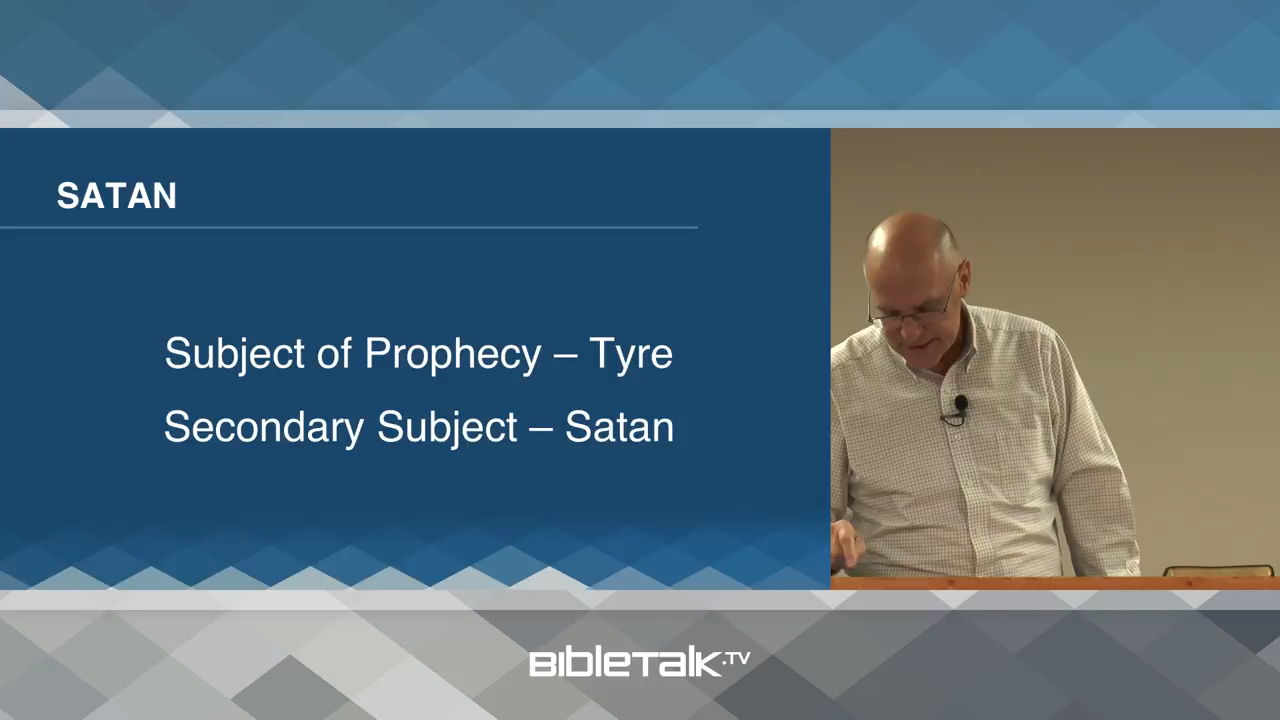 SATAN
Subject of Prophecy – Tyre
Secondary Subject – Satan
BIBLETALK.TV